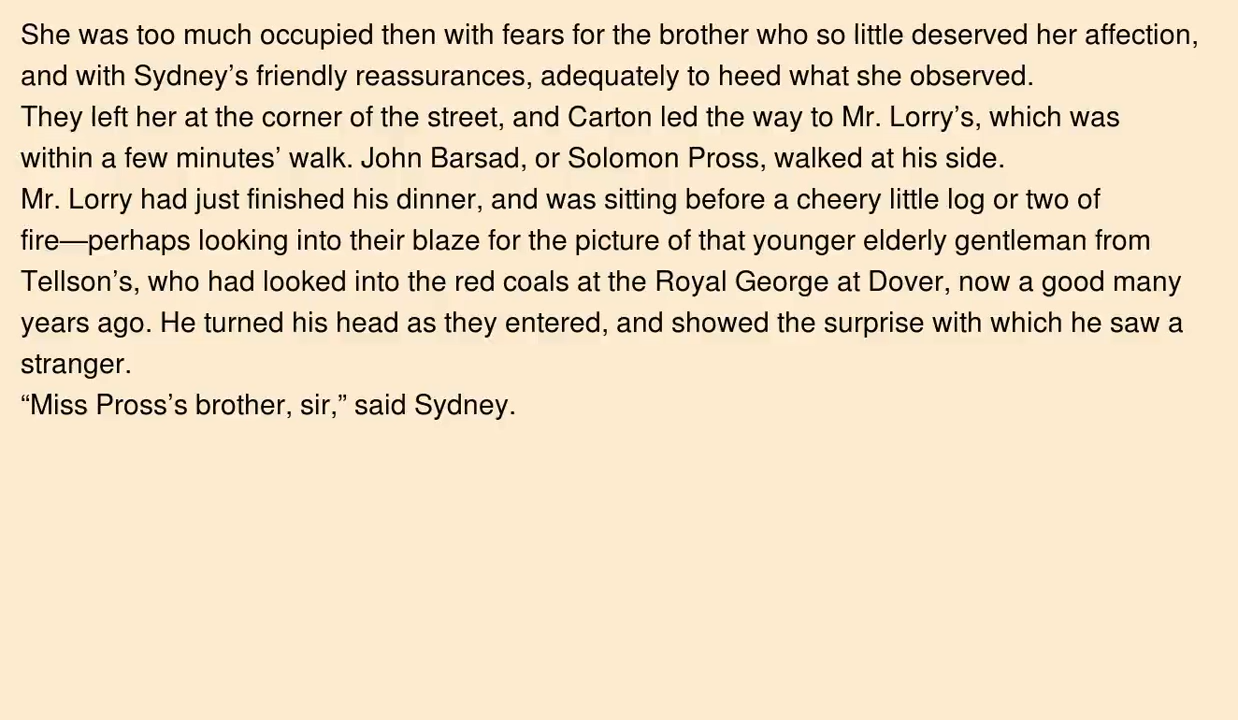 She was too much occupied then with fears for the brother who so little deserved her affection,
and with Sydney’s friendly reassurances, adequately to heed what she observed.
They left her at the corner of the street, and Carton led the way to Mr. Lorry’s, which was
within a few minutes’ walk. John Barsad, or Solomon Pross, walked at his side.
Mr. Lorry had just finished his dinner, and was sitting before a cheery little log or two of
fire—perhaps looking into their blaze for the picture of that younger elderly gentleman from
Tellson’s, who had looked into the red coals at the Royal George at Dover, now a good many
years ago. He turned his head as they entered, and showed the surprise with which he saw a
stranger.
“Miss Pross’s brother, sir,” said Sydney.